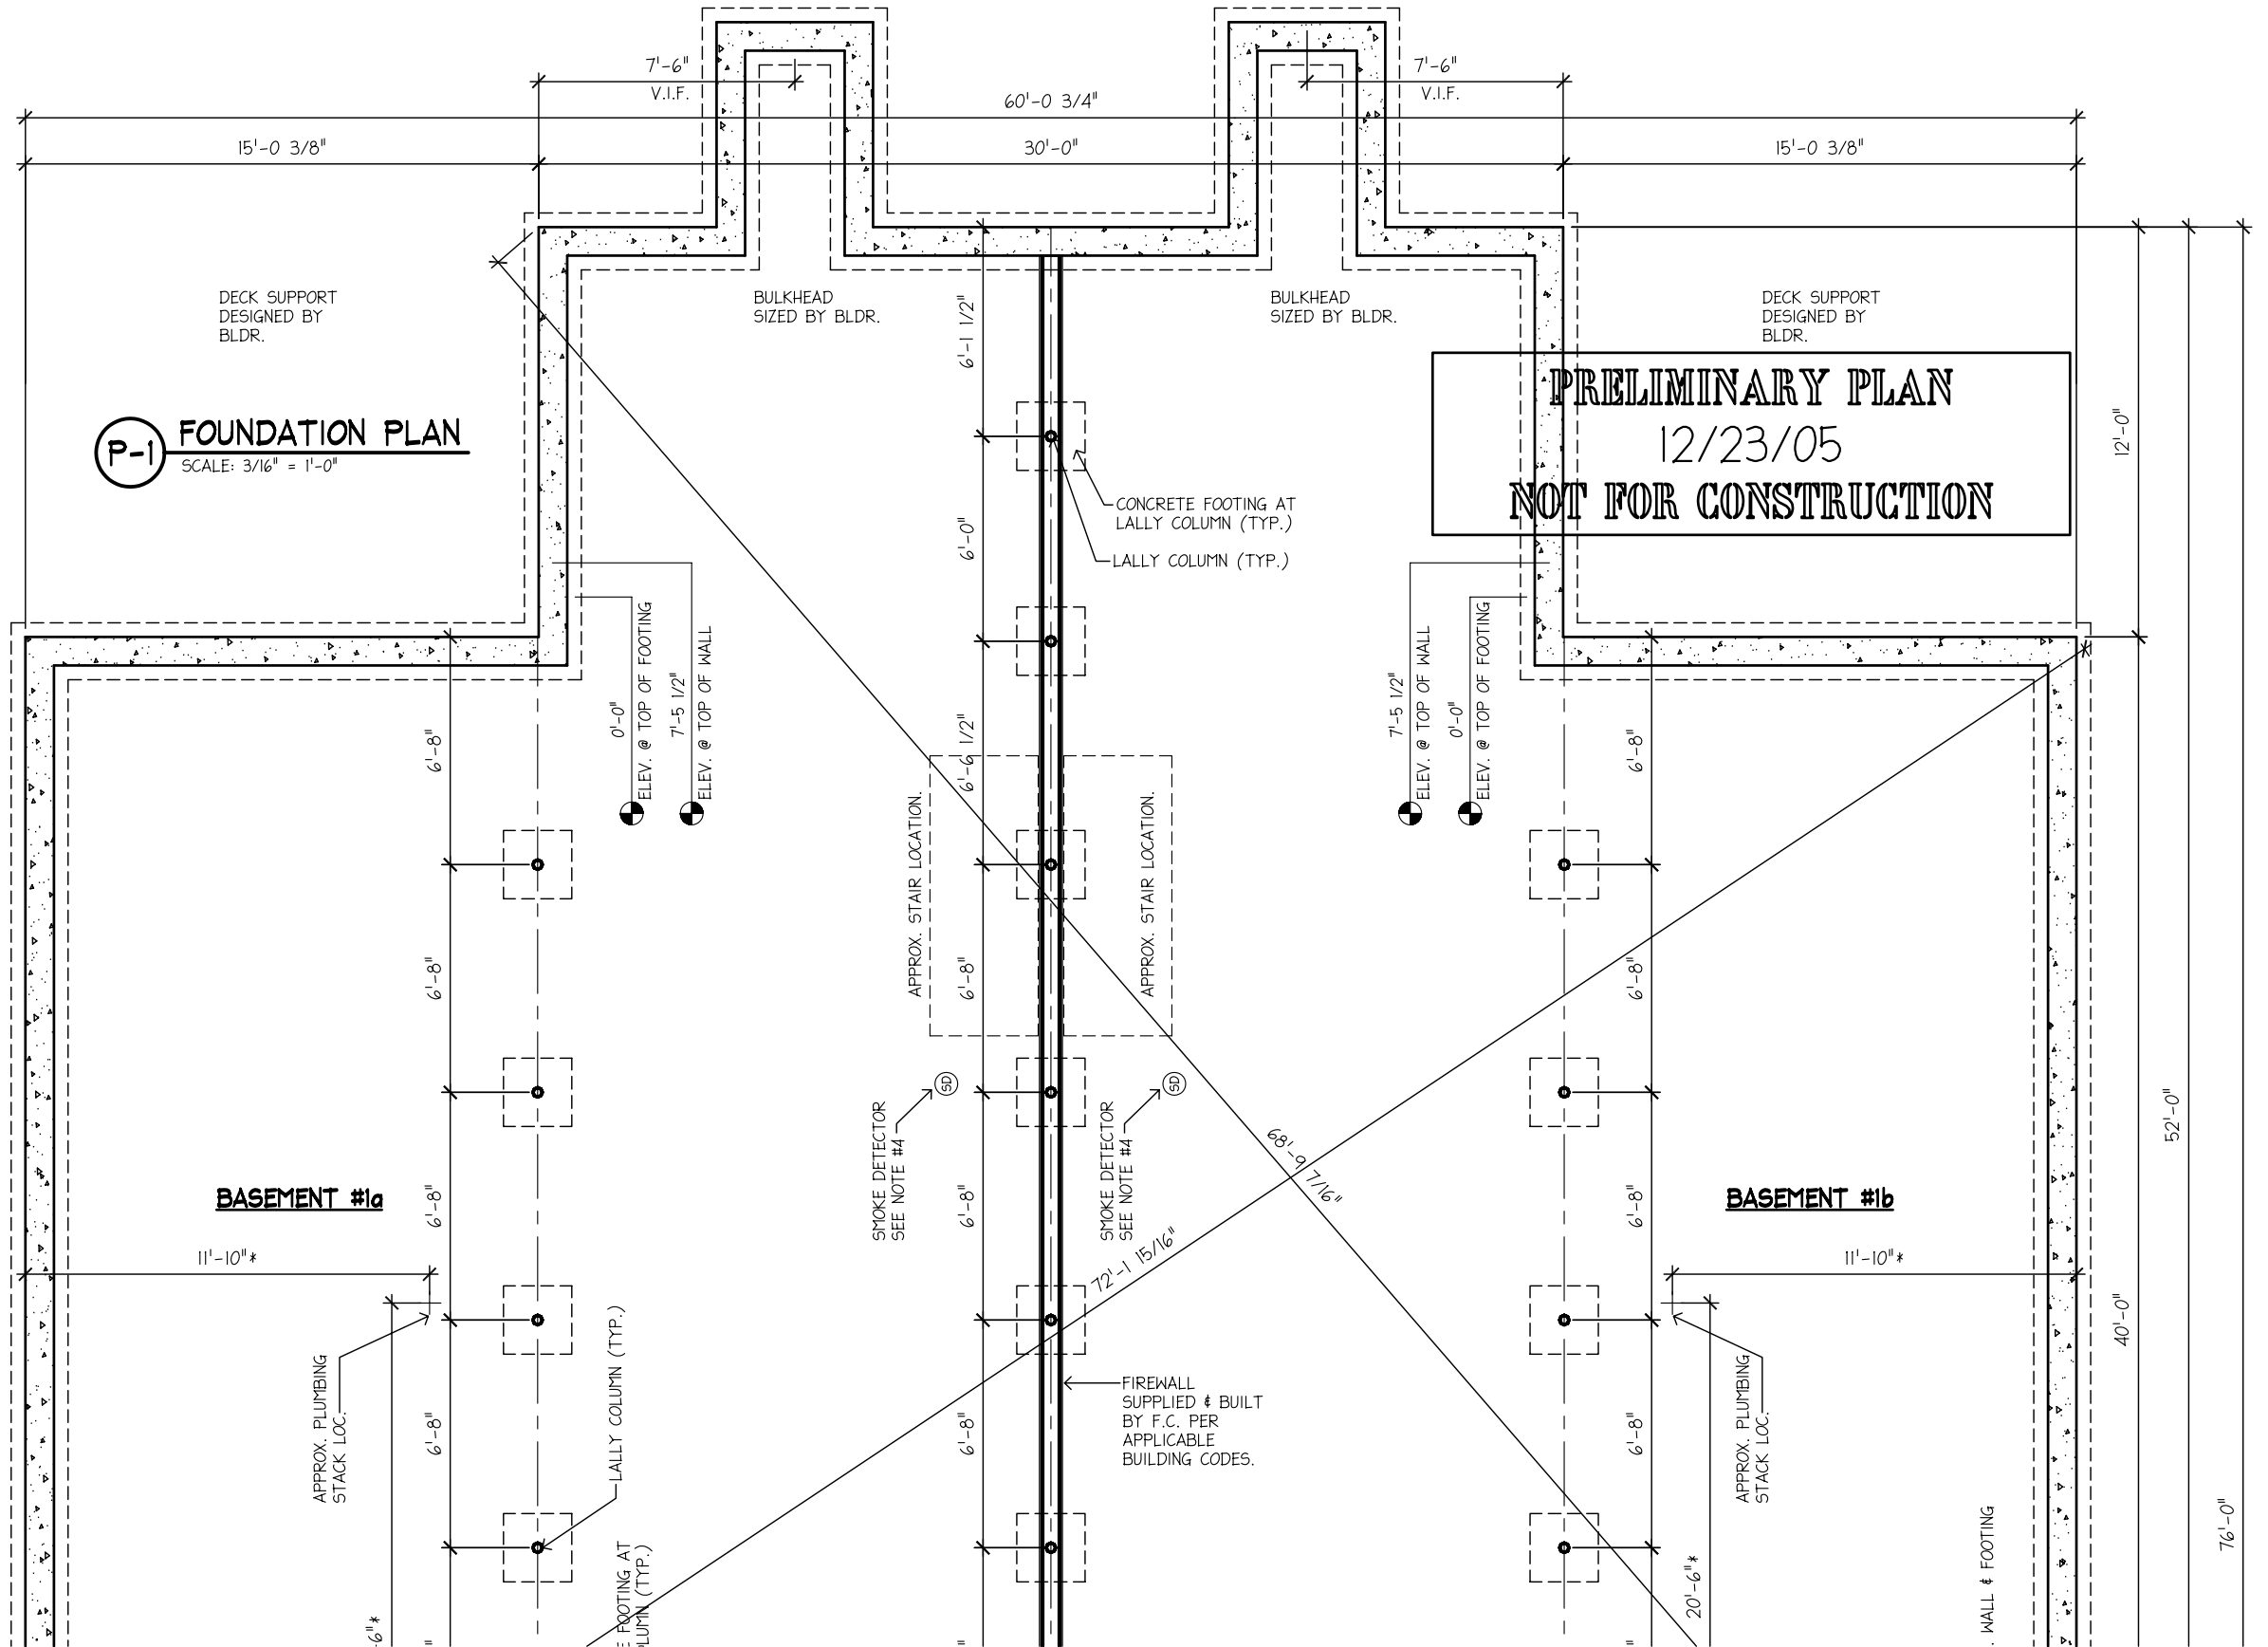 7'-6"
V.I.F.
7'-6"
V.I.F.
60'-0 3/4"
15'-0 3/8"
30'-0"
15'-0 3/8"
DECK SUPPORT
DESIGNED BY
BLDR.
BULKHEAD
SIZED BY BLDR.
BULKHEAD
SIZED BY BLDR.
DECK SUPPORT
DESIGNED BY
BLDR.
6'-1 1/2"
P-1
FOUNDATION PLAN
SCALE: 3/16" = 1'-0"
PRELIMINARY PLAN
12/23/05
NOT FOR CONSTRUCTION
12'-0"
CONCRETE FOOTING AT
LALLY COLUMN (TYP.)
LALLY COLUMN (TYP.)
6'-0"
0'-0"
ELEV. @ TOP OF FOOTING
7'-5 1/2"
ELEV. @ TOP OF WALL
7'-5 1/2"
ELEV. @ TOP OF WALL
0'-0"
ELEV. @ TOP OF FOOTING
6'-8"
6'-6 1/2"
6'-8"
APPROX. STAIR LOCATION.
APPROX. STAIR LOCATION.
6'-8"
6'-8"
6'-8"
SD
SD
SMOKE DETECTOR
SEE NOTE #4
SMOKE DETECTOR
SEE NOTE #4
68'-9 7/16"
72'-1 15/16"
52'-0"
BASEMENT #1a
6'-8"
6'-8"
6'-8"
BASEMENT #1b
11'-10"*
11'-10"*
40'-0"
APPROX. PLUMBING
STACK LOC.
6'-8"
LALLY COLUMN (TYP.)
6'-8"
FIREWALL
SUPPLIED & BUILT
BY F.C. PER
APPLICABLE
BUILDING CODES.
6'-8"
APPROX. PLUMBING
STACK LOC.
76'-0"
-6"*
E FOOTING AT
LUMN (TYP.)
20'-6"*
. WALL & FOOTING